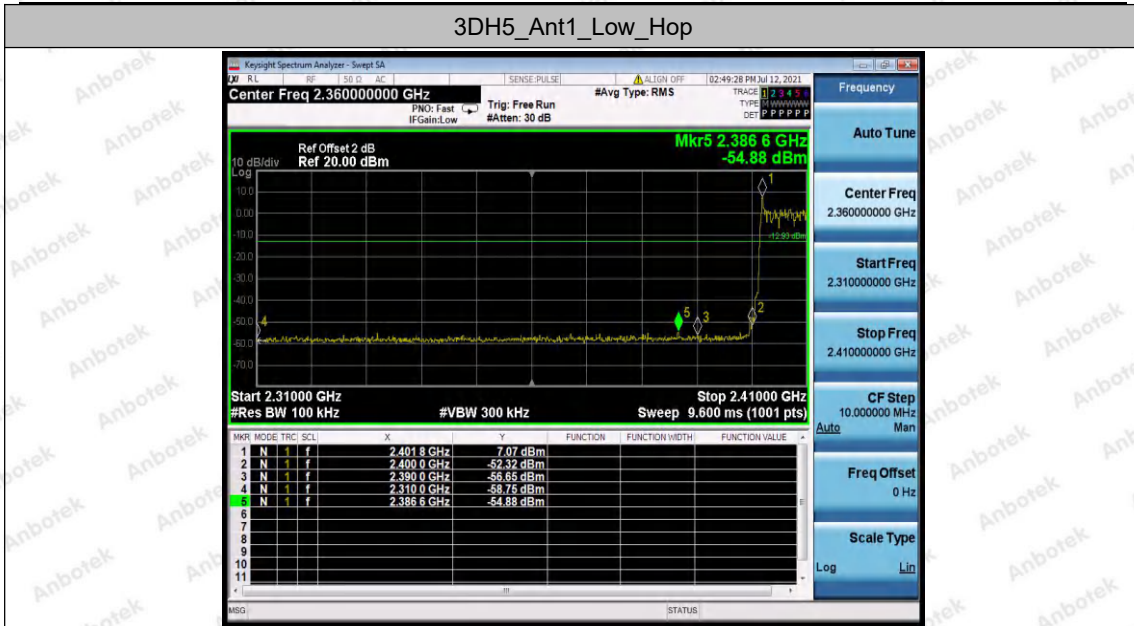 3DH5_Ant1_Low_Hop
Keysight Spectrum Analyzer - Swept SA
RL RF 50 Ω AC SENSE:PULSE ALIGN OFF 02:49:28 PM Jul 12, 2021
Center Freq 2.360000000 GHz
PNO: Fast
IFGain:Low
Trig: Free Run
#Atten: 30 dB
#Avg Type: RMS
TRACE 1 2 3 4 5 6
TYPE M W W W W W
DET P P P P P P
Ref Offset 2 dB
Ref 20.00 dBm
10 dB/div
Log
Mkr5 2.386 6 GHz
-54.88 dBm
10.0
0.00
-10.0
-20.0
-30.0
-40.0
-50.0
-60.0
-70.0
-12.93 dBm
1
2
3
4
5
Start 2.31000 GHz Stop 2.41000 GHz
#Res BW 100 kHz #VBW 300 kHz Sweep 9.600 ms (1001 pts)
MKR MODE TRC SCL X Y FUNCTION FUNCTION WIDTH FUNCTION VALUE
1 N 1 f 2.401 8 GHz 7.07 dBm
2 N 1 f 2.400 0 GHz -52.32 dBm
3 N 1 f 2.390 0 GHz -56.65 dBm
4 N 1 f 2.310 0 GHz -58.75 dBm
5 N 1 f 2.386 6 GHz -54.88 dBm
6
7
8
9
10
11
MSG STATUS
Frequency
Auto Tune
Center Freq
2.360000000 GHz
Start Freq
2.310000000 GHz
Stop Freq
2.410000000 GHz
CF Step
10.000000 MHz
Auto Man
Freq Offset
0 Hz
Scale Type
Log Lin
Anbotek